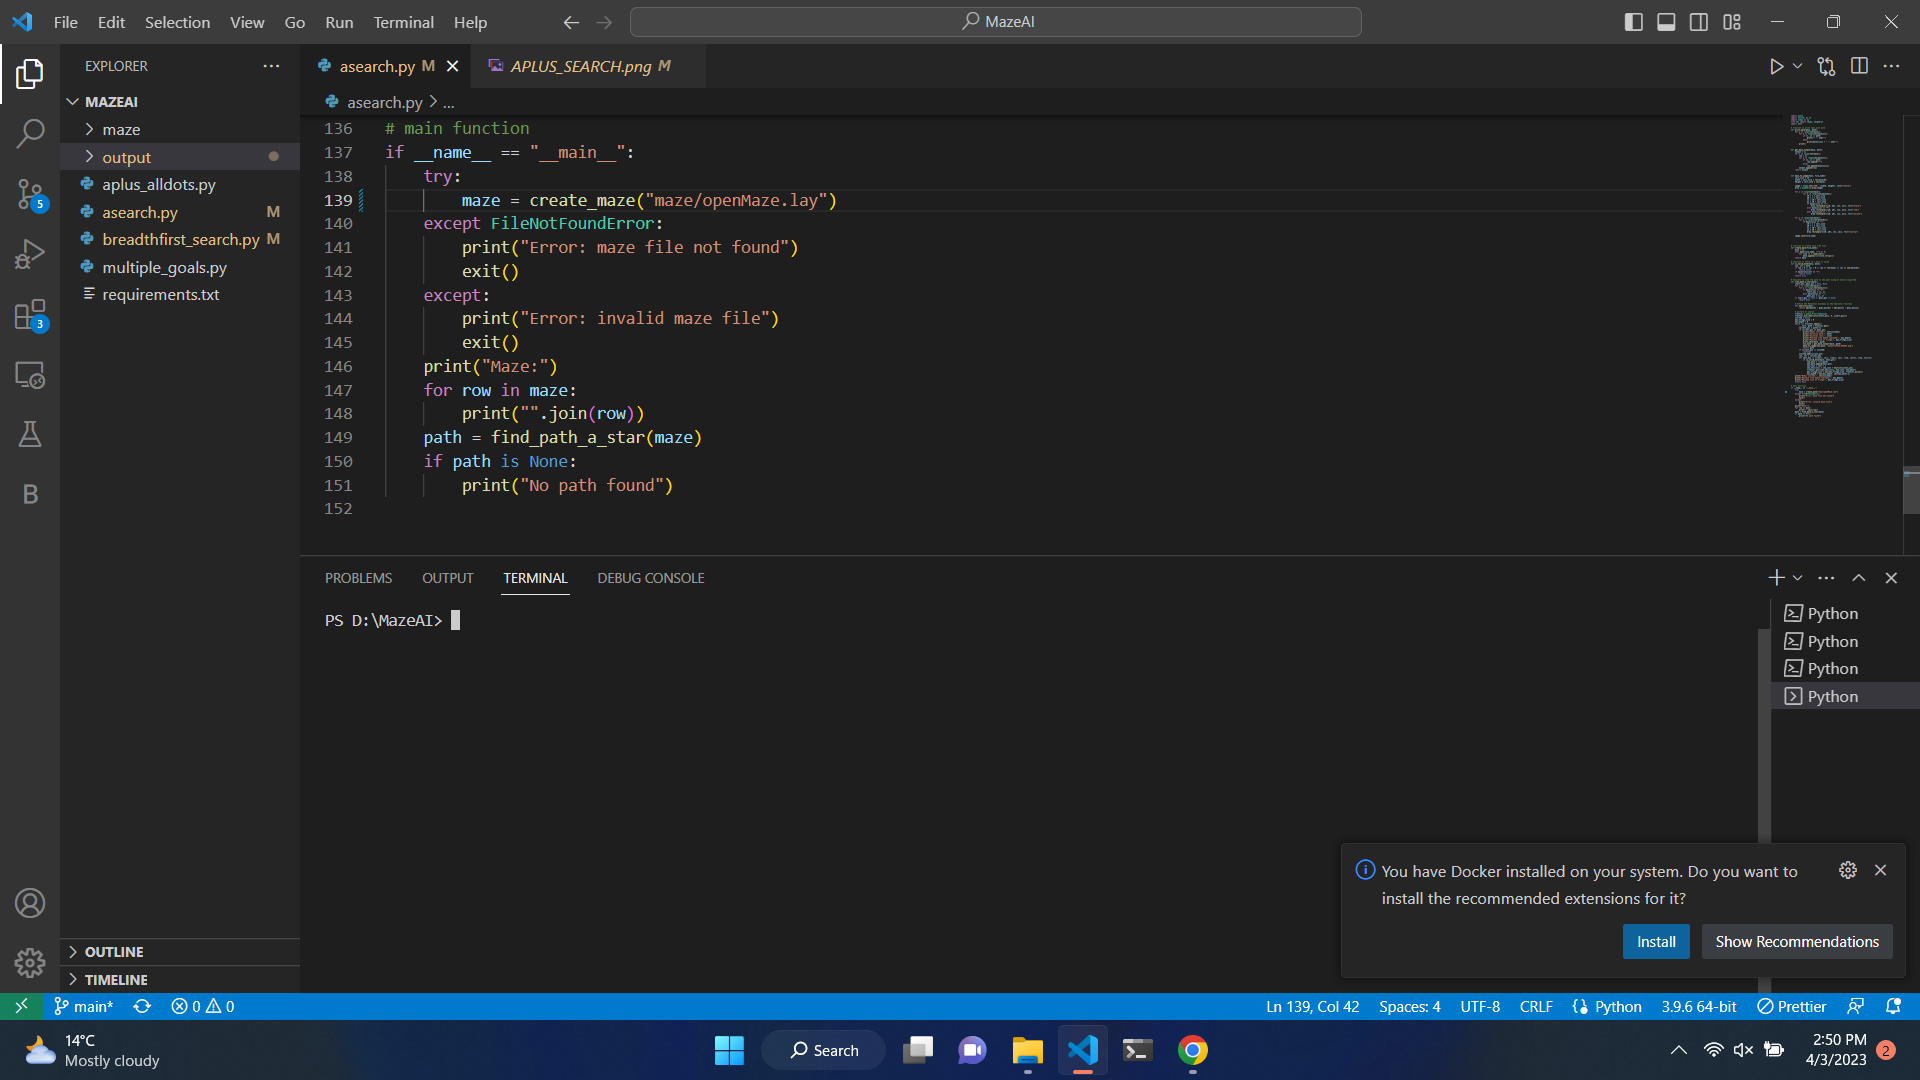 File Edit Selection View Go Run Terminal Help
MazeAI
EXPLORER
MAZEAI
maze
output
aplus_alldots.py
asearch.py M
breadthfirst_search.py M
multiple_goals.py
requirements.txt
OUTLINE
TIMELINE
5
3
B
asearch.py M
APLUS_SEARCH.png M
asearch.py > ...
136 # main function
137 if __name__ == "__main__":
138 try:
139 maze = create_maze("maze/openMaze.lay")
140 except FileNotFoundError:
141 print("Error: maze file not found")
142 exit()
143 except:
144 print("Error: invalid maze file")
145 exit()
146 print("Maze:")
147 for row in maze:
148 print("".join(row))
149 path = find_path_a_star(maze)
150 if path is None:
151 print("No path found")
152
PROBLEMS OUTPUT TERMINAL DEBUG CONSOLE
PS D:\MazeAI>
Python
Python
Python
Python
You have Docker installed on your system. Do you want to
install the recommended extensions for it?
Install Show Recommendations
main* 0 0 Ln 139, Col 42 Spaces: 4 UTF-8 CRLF Python 3.9.6 64-bit Prettier
14°C
Mostly cloudy
Search
2:50 PM
4/3/2023
2